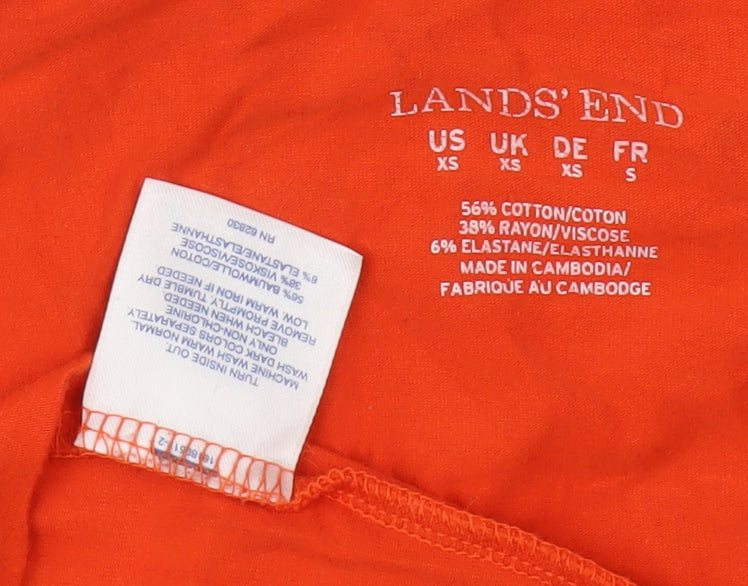 LANDS' END
US UK DE FR
XS XS XS S
56% COTTON/COTON
38% RAYON/VISCOSE
6% ELASTANE/ELASTHANNE
MADE IN CAMBODIA/
FABRIQUÉ AU CAMBODGE
TURN INSIDE OUT.
MACHINE WASH WARM NORMAL
WASH DARK COLORS SEPARATELY
ONLY NON-CHLORINE
BLEACH WHEN NEEDED
REMOVE PROMPTLY, TUMBLE DRY
LOW, WARM IRON IF NEEDED
56% BAUMWOLLE/COTON
38% VISKOSE/VISCOSE
6% ELASTANE/ELASTHANNE
RN 62830